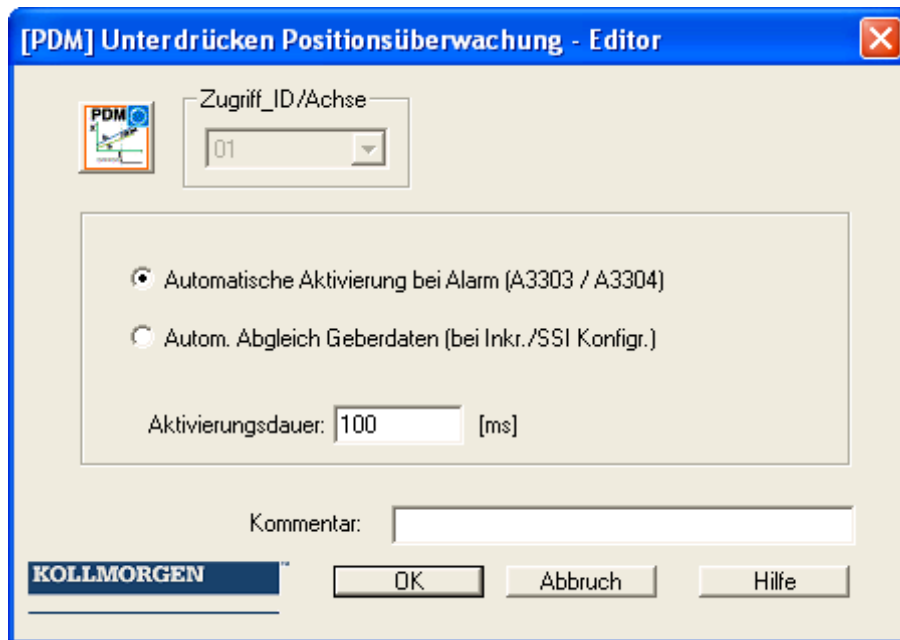 [PDM] Unterdrücken Positionsüberwachung - Editor
PDM
Zugriff_ID/Achse
01
Automatische Aktivierung bei Alarm (A3303 / A3304)
Autom. Abgleich Geberdaten (bei Inkr./SSI Konfigr.)
Aktivierungsdauer: 100 [ms]
Kommentar:
KOLLMORGEN™
OK Abbruch Hilfe